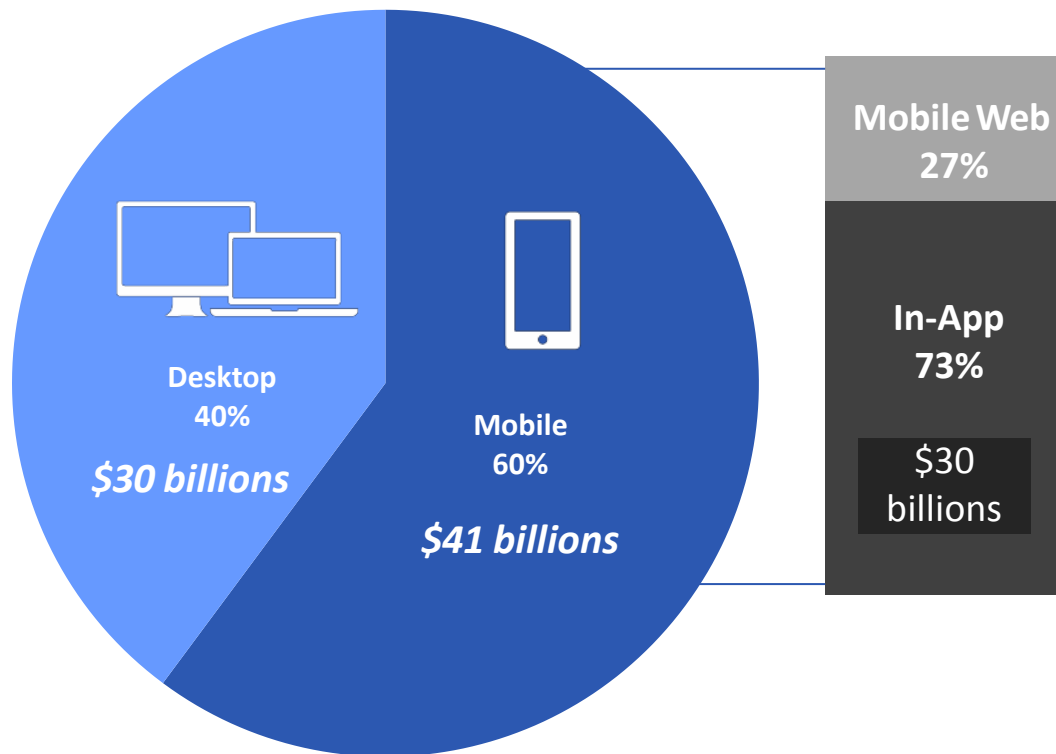 Desktop
40%
$30 billions
Mobile
60%
$41 billions
Mobile Web
27%
In-App
73%
$30
billions